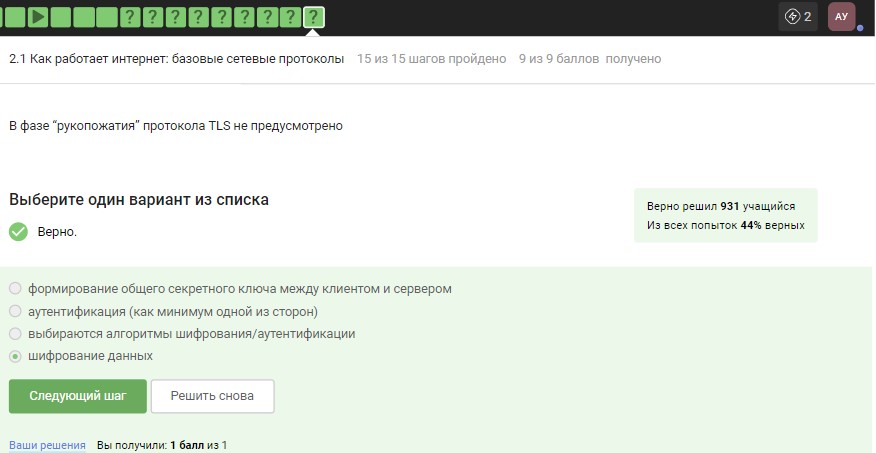 ? ? ? ? ? ? ? ? ?
2
АУ
2.1 Как работает интернет: базовые сетевые протоколы 15 из 15 шагов пройдено 9 из 9 баллов получено
В фазе “рукопожатия” протокола TLS не предусмотрено
Выберите один вариант из списка
Верно.
Верно решил 931 учащийся
Из всех попыток 44% верных
формирование общего секретного ключа между клиентом и сервером
аутентификация (как минимум одной из сторон)
выбираются алгоритмы шифрования/аутентификации
шифрование данных
Следующий шаг
Решить снова
Ваши решения Вы получили: 1 балл из 1